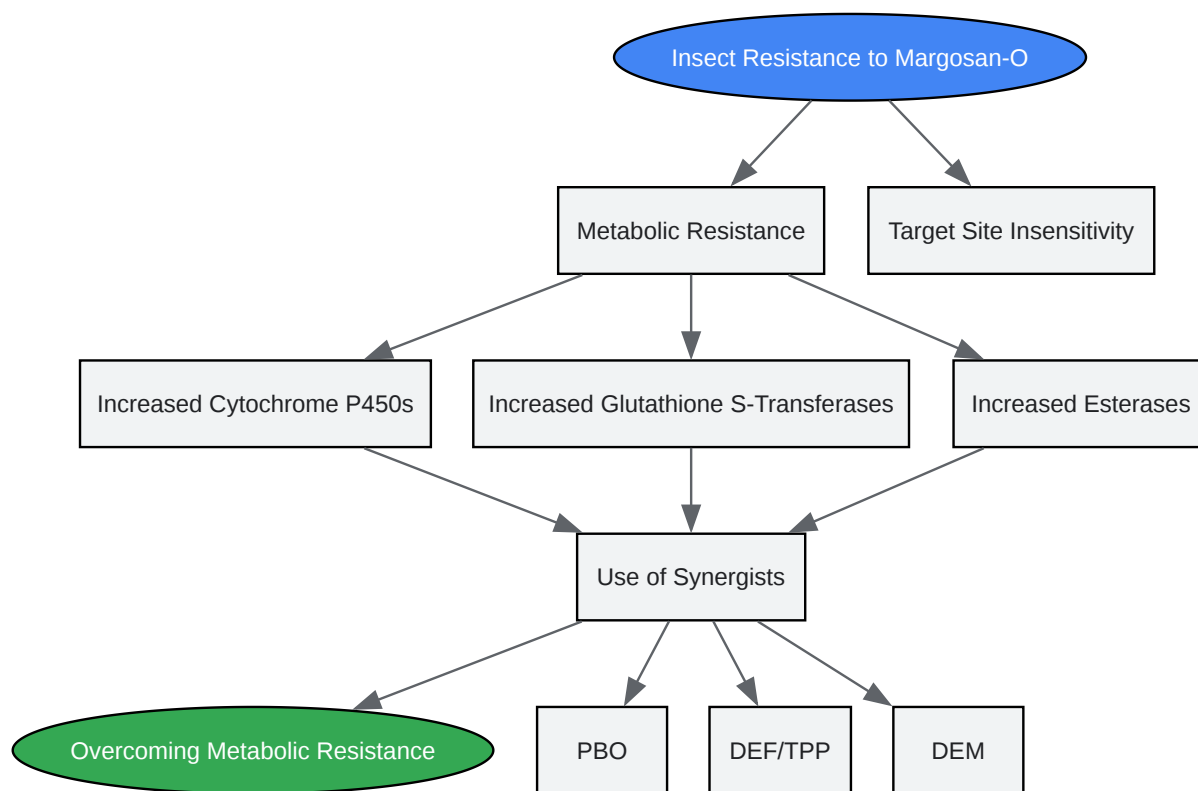 Insect Resistance to Margosan-O
Metabolic Resistance
Target Site Insensitivity
Increased Cytochrome P450s
Increased Glutathione S-Transferases
Increased Esterases
Use of Synergists
Overcoming Metabolic Resistance
PBO
DEF/TPP
DEM